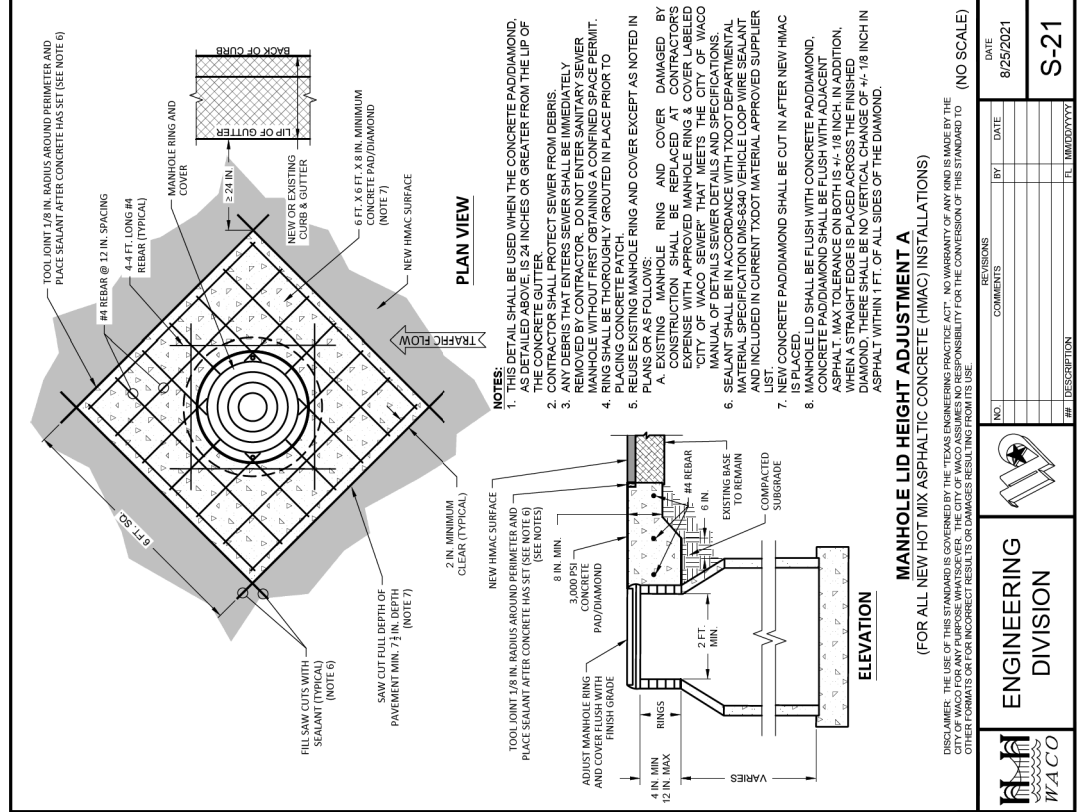 TOOL JOINT 1/8 IN. RADIUS AROUND PERIMETER AND
PLACE SEALANT AFTER CONCRETE HAS SET (SEE NOTE 6)
#4 REBAR @ 12 IN. SPACING
4-4 FT. LONG #4
REBAR (TYPICAL)
MANHOLE RING AND
COVER
≥ 24 IN.
LIP OF GUTTER
BACK OF CURB
NEW OR EXISTING
CURB & GUTTER
6 FT. X 6 FT. X 8 IN. MINIMUM
CONCRETE PAD/DIAMOND
(NOTE 7)
NEW HMAC SURFACE
TRAFFIC FLOW
6 FT SQ.
FILL SAW CUTS WITH
SEALANT (TYPICAL)
(NOTE 6)
SAW CUT FULL DEPTH OF
PAVEMENT MIN. 7 1/2 IN. DEPTH
(NOTE 7)
2 IN. MINIMUM
CLEAR (TYPICAL)
PLAN VIEW
NEW HMAC SURFACE
TOOL JOINT 1/8 IN. RADIUS AROUND PERIMETER AND
PLACE SEALANT AFTER CONCRETE HAS SET (SEE NOTE 6)
(SEE NOTES)
8 IN. MIN.
3,000 PSI
CONCRETE
PAD/DIAMOND
ADJUST MANHOLE RING
AND COVER FLUSH WITH
FINISH GRADE
RINGS
4 IN. MIN
12 IN. MAX
VARIES
2 FT.
MIN.
#4 REBAR
6 IN.
EXISTING BASE
TO REMAIN
COMPACTED
SUBGRADE
ELEVATION
NOTES:
1. THIS DETAIL SHALL BE USED WHEN THE CONCRETE PAD/DIAMOND,
AS DETAILED ABOVE, IS 24 INCHES OR GREATER FROM THE LIP OF
THE CONCRETE GUTTER.
2. CONTRACTOR SHALL PROTECT SEWER FROM DEBRIS.
3. ANY DEBRIS THAT ENTERS SEWER SHALL BE IMMEDIATELY
REMOVED BY CONTRACTOR. DO NOT ENTER SANITARY SEWER
MANHOLE WITHOUT FIRST OBTAINING A CONFINED SPACE PERMIT.
4. RING SHALL BE THOROUGHLY GROUTED IN PLACE PRIOR TO
PLACING CONCRETE PATCH.
5. REUSE EXISTING MANHOLE RING AND COVER EXCEPT AS NOTED IN
PLANS OR AS FOLLOWS:
A. EXISTING MANHOLE RING AND COVER DAMAGED BY
CONSTRUCTION SHALL BE REPLACED AT CONTRACTOR'S
EXPENSE WITH APPROVED MANHOLE RING & COVER LABELED
"CITY OF WACO SEWER" THAT MEETS THE CITY OF WACO
MANUAL OF DETAILS SEWER DETAILS AND SPECIFICATIONS.
6. SEALANT SHALL BE IN ACCORDANCE WITH TXDOT DEPARTMENTAL
MATERIAL SPECIFICATION DMS-6340 VEHICLE LOOP WIRE SEALANT
AND INCLUDED IN CURRENT TXDOT MATERIAL APPROVED SUPPLIER
LIST.
7. NEW CONCRETE PAD/DIAMOND SHALL BE CUT IN AFTER NEW HMAC
IS PLACED.
8. MANHOLE LID SHALL BE FLUSH WITH CONCRETE PAD/DIAMOND,
CONCRETE PAD/DIAMOND SHALL BE FLUSH WITH ADJACENT
ASPHALT. MAX TOLERANCE ON BOTH IS +/- 1/8 INCH. IN ADDITION,
WHEN A STRAIGHT EDGE IS PLACED ACROSS THE FINISHED
DIAMOND, THERE SHALL BE NO VERTICAL CHANGE OF +/- 1/8 INCH IN
ASPHALT WITHIN 1 FT. OF ALL SIDES OF THE DIAMOND.
MANHOLE LID HEIGHT ADJUSTMENT A
(FOR ALL NEW HOT MIX ASPHALTIC CONCRETE (HMAC) INSTALLATIONS)
(NO SCALE)
DISCLAIMER: THE USE OF THIS STANDARD IS GOVERNED BY THE "TEXAS ENGINEERING PRACTICE ACT". NO WARRANTY OF ANY KIND IS MADE BY THE
CITY OF WACO FOR ANY PURPOSE WHATSOEVER. THE CITY OF WACO ASSUMES NO RESPONSIBILITY FOR THE CONVERSION OF THIS STANDARD TO
OTHER FORMATS OR FOR INCORRECT RESULTS OR DAMAGES RESULTING FROM ITS USE.
WACO
ENGINEERING
DIVISION
REVISIONS
NO. COMMENTS BY DATE
## DESCRIPTION FL MM/DD/YYYY
DATE
8/25/2021
S-21